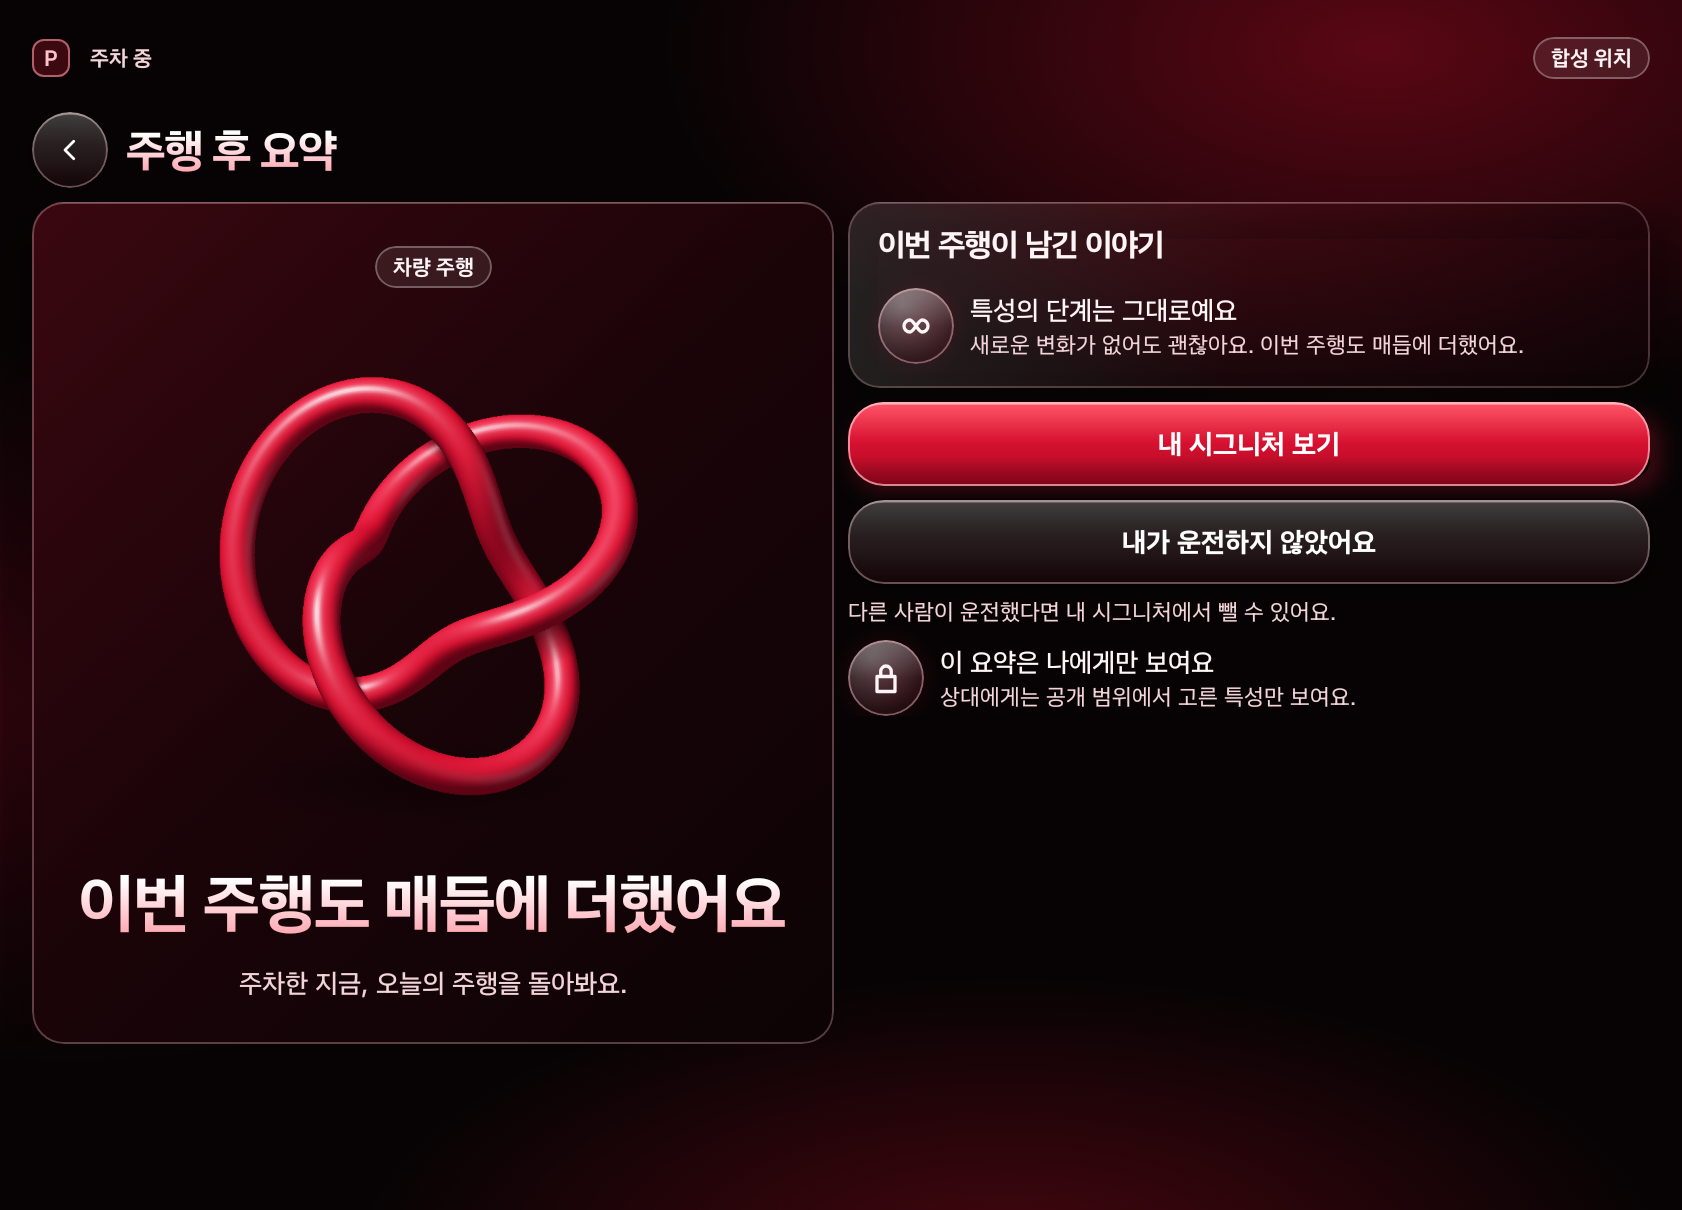 P 주차 중
합성 위치
주행 후 요약
차량 주행
이번 주행도 매듭에 더했어요
주차한 지금, 오늘의 주행을 돌아봐요.
이번 주행이 남긴 이야기
특성의 단계는 그대로예요
새로운 변화가 없어도 괜찮아요. 이번 주행도 매듭에 더했어요.
내 시그니처 보기
내가 운전하지 않았어요
다른 사람이 운전했다면 내 시그니처에서 뺄 수 있어요.
이 요약은 나에게만 보여요
상대에게는 공개 범위에서 고른 특성만 보여요.